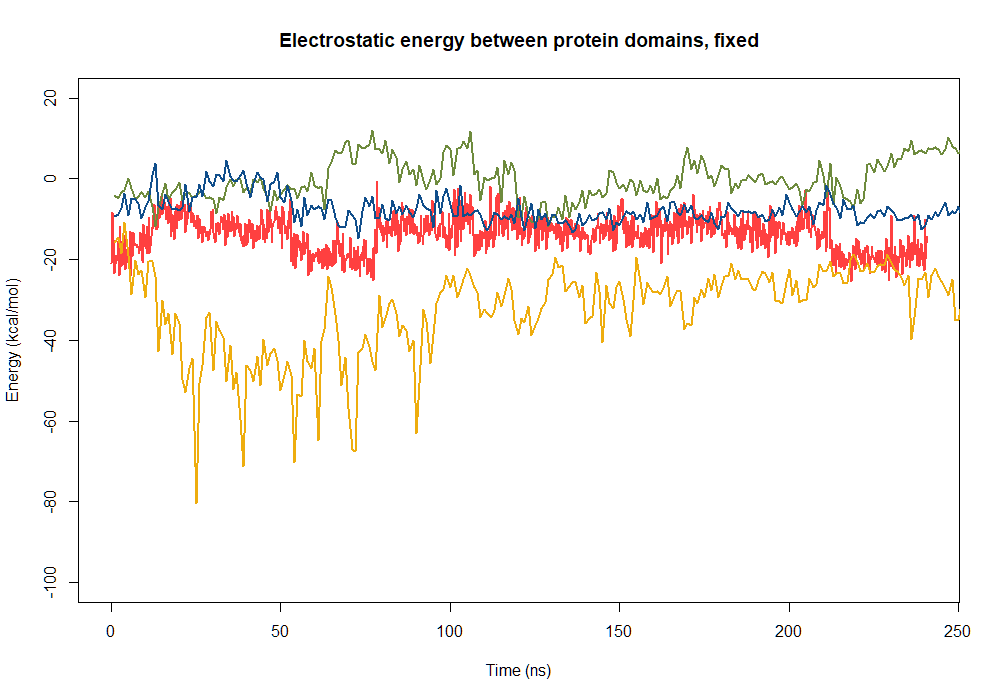 Electrostatic energy between protein domains, fixed
Energy (kcal/mol)
20
0
-20
-40
-60
-80
-100
0 50 100 150 200 250
Time (ns)